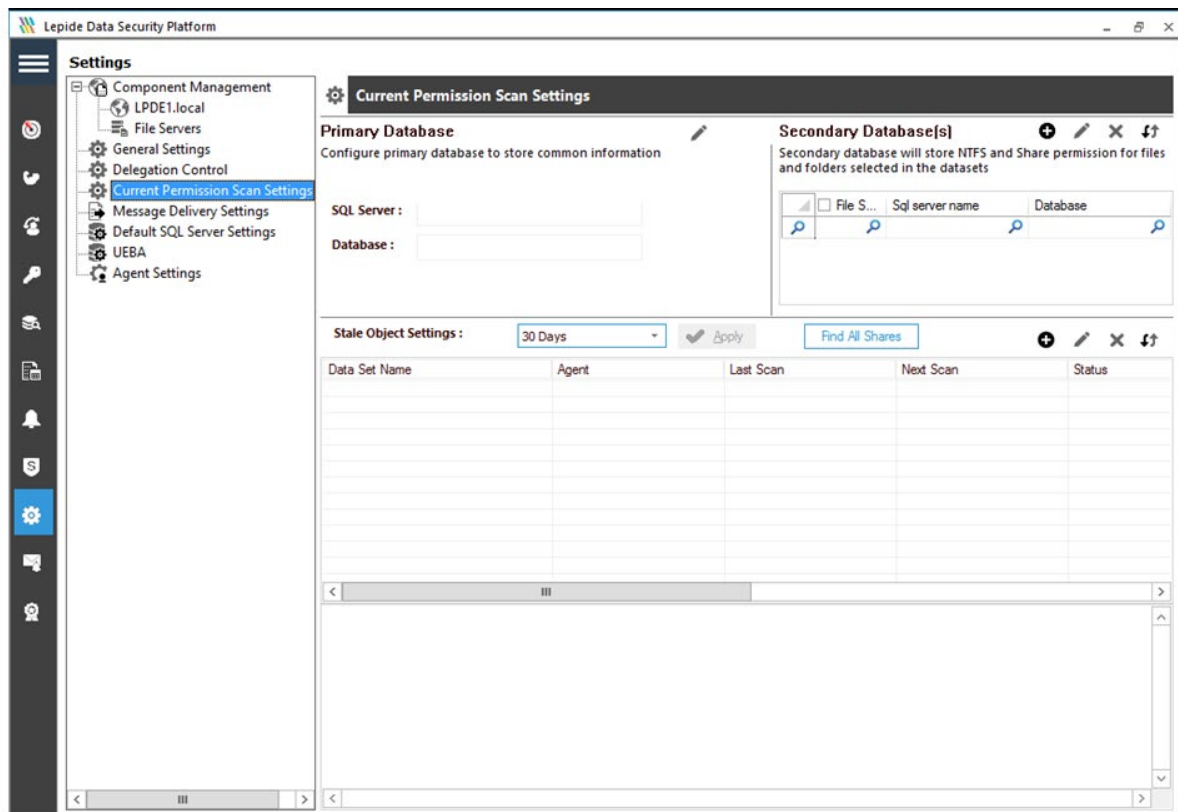 Lepide Data Security Platform
Settings
Component Management
LPDE1.local
File Servers
General Settings
Delegation Control
Current Permission Scan Settings
Message Delivery Settings
Default SQL Server Settings
UEBA
Agent Settings
Current Permission Scan Settings
Primary Database
Configure primary database to store common information
SQL Server :
Database :
Secondary Database(s)
Secondary database will store NTFS and Share permission for files
and folders selected in the datasets
File S... Sql server name Database
Stale Object Settings : 30 Days Apply Find All Shares
Data Set Name Agent Last Scan Next Scan Status